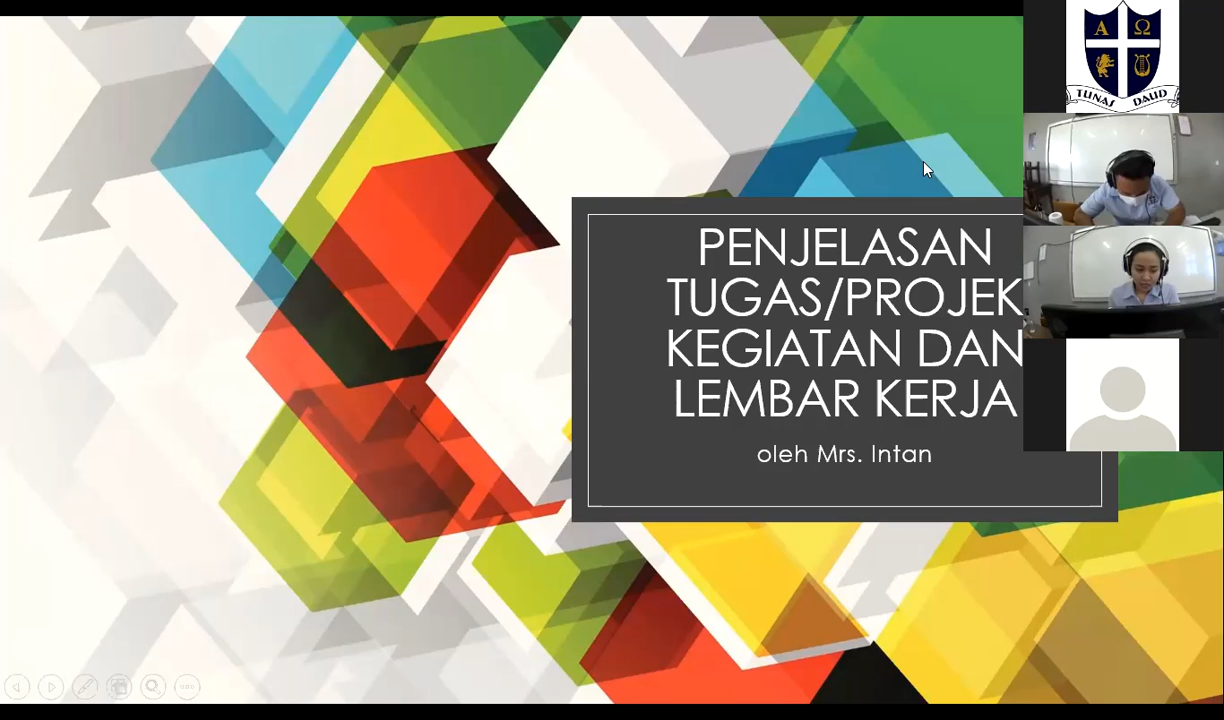 PENJELASAN
TUGAS/PROJEK
KEGIATAN DAN
LEMBAR KERJA
oleh Mrs. Intan
Α Ω
TUNAS DAUD